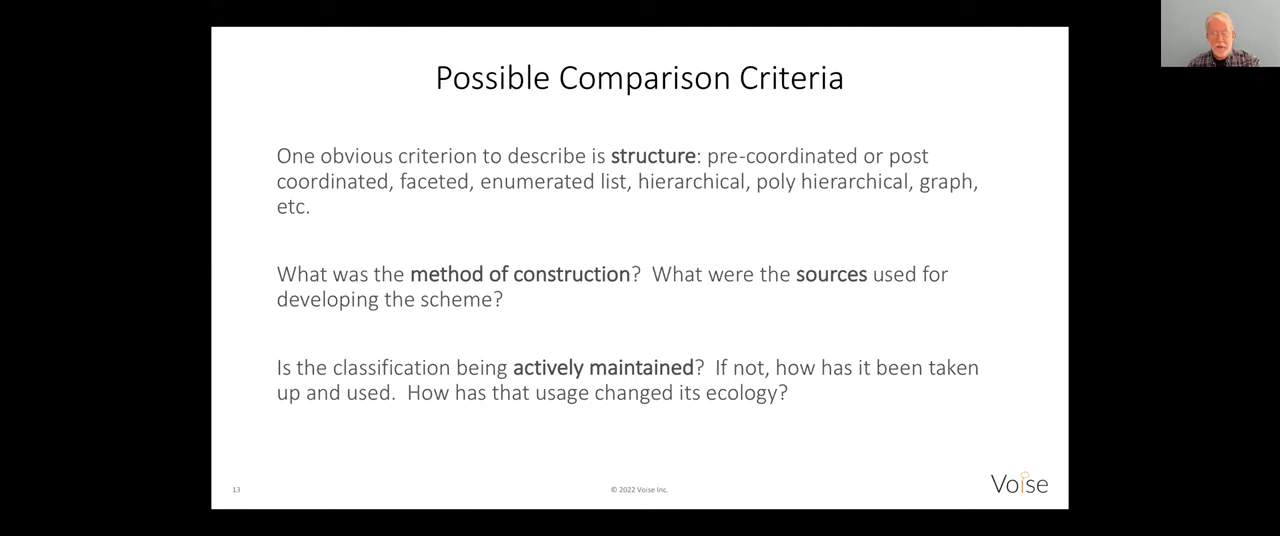 Possible Comparison Criteria
One obvious criterion to describe is structure: pre-coordinated or post
coordinated, faceted, enumerated list, hierarchical, poly hierarchical, graph,
etc.
What was the method of construction?  What were the sources used for
developing the scheme?
Is the classification being actively maintained?  If not, how has it been taken
up and used.  How has that usage changed its ecology?
13
© 2022 Voise Inc.
Voise